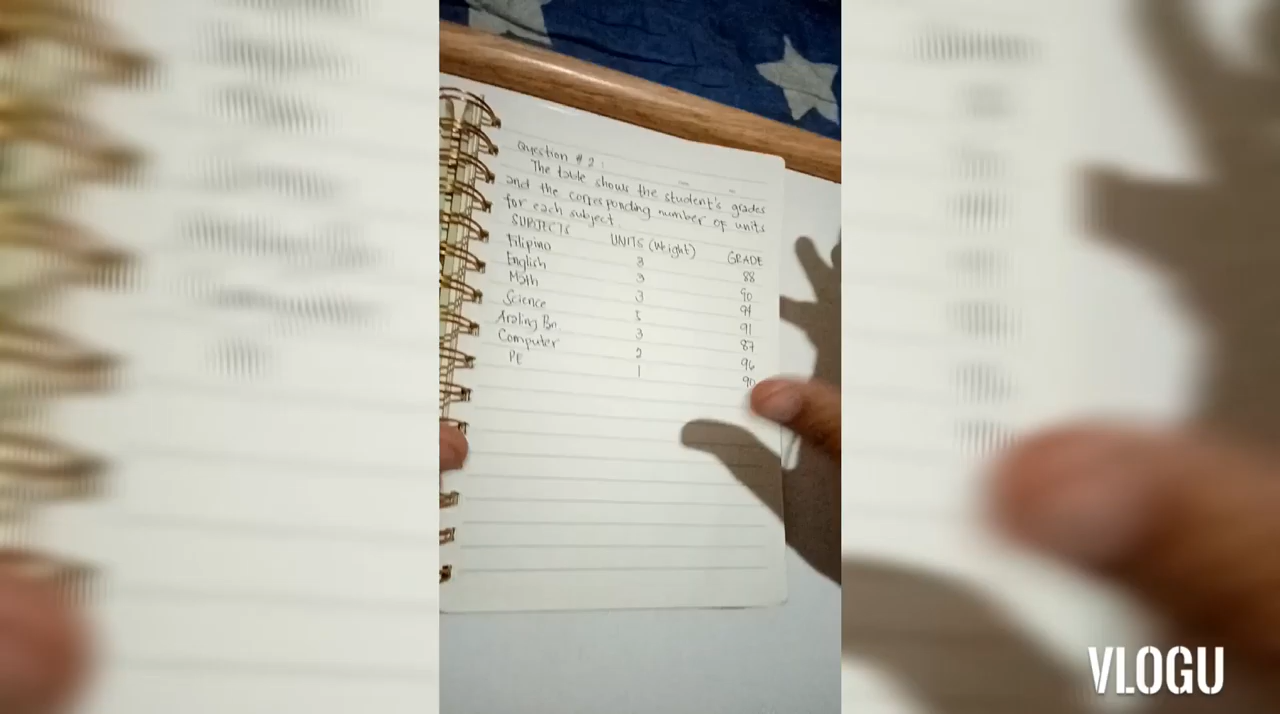 Question # 2 :
The table shows the student's grades
and the corresponding number of units
for each subject.
SUBJECTS UNITS (Weight) GRADE
Filipino 3 88
English 3 90
Math 3
Science 91
Araling Pan. 3 87
Computer 2 96
PE 1 90
VLOGU